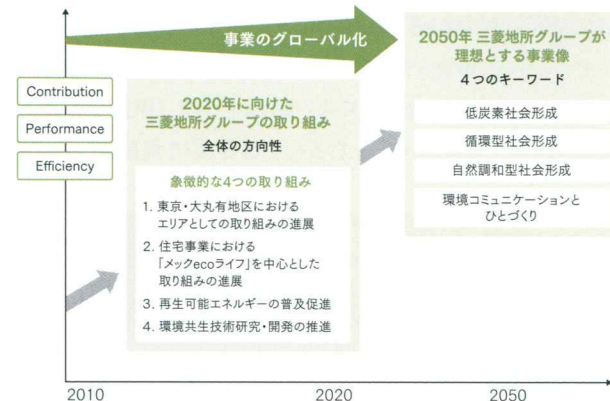 事業のグローバル化
2050年 三菱地所グループが
理想とする事業像
4つのキーワード
低炭素社会形成
循環型社会形成
自然調和型社会形成
環境コミュニケーションと
ひとづくり
Contribution
Performance
Efficiency
2020年に向けた
三菱地所グループの取り組み
全体の方向性
象徴的な4つの取り組み
1. 東京・大丸有地区における
エリアとしての取り組みの進展
2. 住宅事業における
「メックecoライフ」を中心とした
取り組みの進展
3. 再生可能エネルギーの普及促進
4. 環境共生技術研究・開発の推進
2010
2020
2050